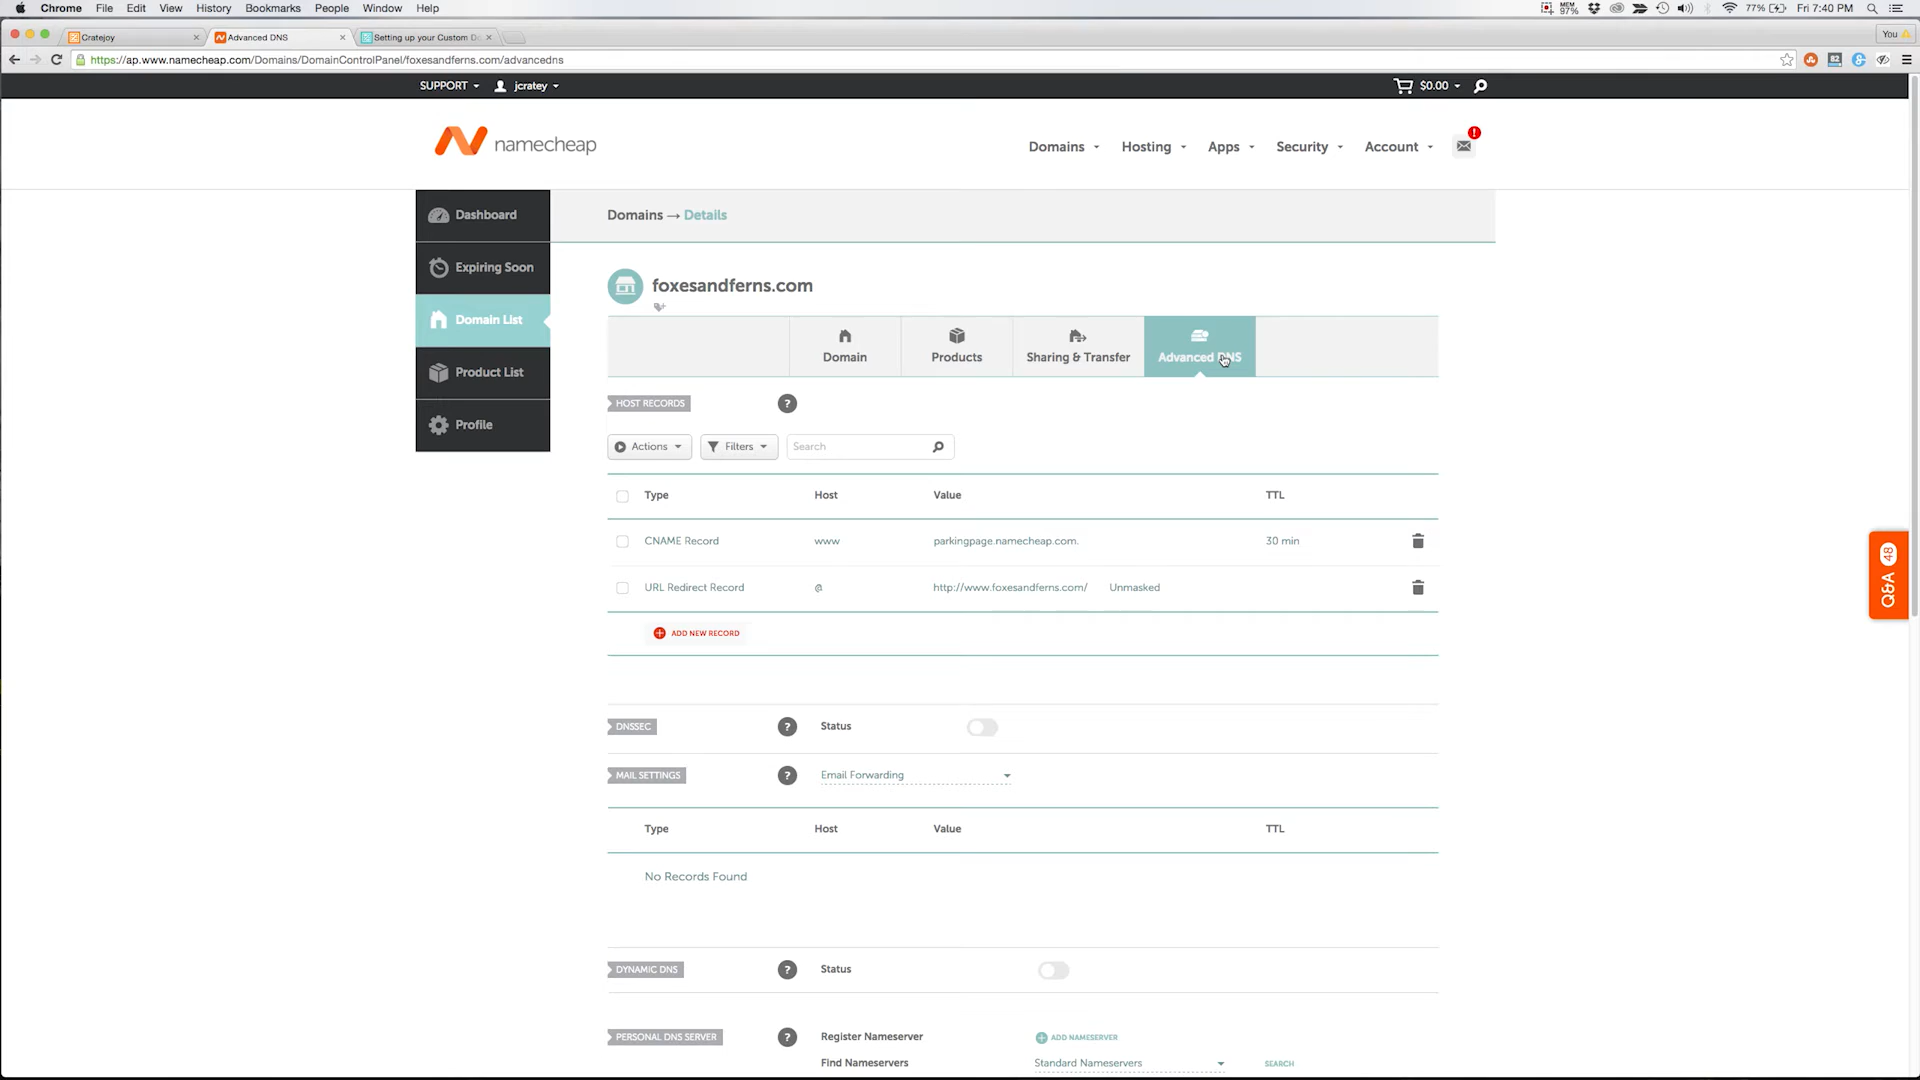 Chrome File Edit View History Bookmarks People Window Help MEM 97% 77% Fri 7:40 PM
Cratejoy Advanced DNS Setting up your Custom D You
https://ap.www.namecheap.com/Domains/DomainControlPanel/foxesandferns.com/advancedns 82
SUPPORT jcratey $0.00
namecheap Domains Hosting Apps Security Account !
Dashboard
Expiring Soon
Domain List
Product List
Profile
Domains → Details
foxesandferns.com
Domain Products Sharing & Transfer Advanced DNS
HOST RECORDS ?
Actions Filters Search
Type Host Value TTL
CNAME Record www parkingpage.namecheap.com. 30 min
URL Redirect Record @ http://www.foxesandferns.com/ Unmasked
ADD NEW RECORD
Q&A 48
DNSSEC ? Status
MAIL SETTINGS ? Email Forwarding
Type Host Value TTL
No Records Found
DYNAMIC DNS ? Status
PERSONAL DNS SERVER ? Register Nameserver ADD NAMESERVER
Find Nameservers Standard Nameservers SEARCH